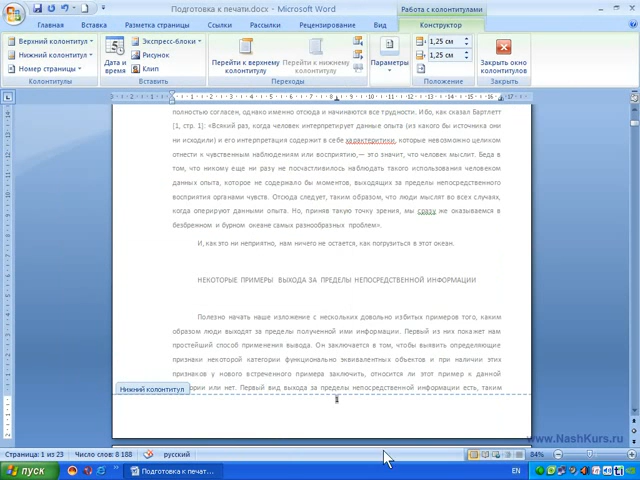 Подготовка к печати.docx - Microsoft Word
Работа с колонтитулами
Главная Вставка Разметка страницы Ссылки Рассылки Рецензирование Вид Конструктор
Верхний колонтитул
Нижний колонтитул
Номер страницы
Колонтитулы
Дата и время
Экспресс-блоки
Рисунок
Клип
Вставить
Перейти к верхнему колонтитулу
Перейти к нижнему колонтитулу
Переходы
Параметры
1,25 см
1,25 см
Положение
Закрыть окно колонтитулов
Закрыть
полностью согласен, однако именно отсюда и начинаются все трудности. Ибо, как сказал Бартлетт
[1, стр. 1]: «Всякий раз, когда человек интерпретирует данные опыта (из какого бы источника они
ни исходили) и его интерпретация содержит в себе характеритики, которые невозможно целиком
отнести к чувственным наблюдениям или восприятию,— это значит, что человек мыслит. Беда в
том, что никому еще ни разу не посчастливилось наблюдать такого использования человеком
данных опыта, которое не содержало бы моментов, выходящих за пределы непосредственного
восприятия органами чувств. Отсюда следует, таким образом, что люди мыслят во всех случаях,
когда оперируют данными опыта. Но, приняв такую точку зрения, мы сразу же оказываемся в
безбрежном и бурном океане самых разнообразных проблем».
И, как это ни неприятно, нам ничего не остается, как погрузиться в этот океан.
НЕКОТОРЫЕ ПРИМЕРЫ ВЫХОДА ЗА ПРЕДЕЛЫ НЕПОСРЕДСТВЕННОЙ ИНФОРМАЦИИ
Полезно начать наше изложение с нескольких довольно избитых примеров того, каким
образом люди выходят за пределы полученной ими информации. Первый из них покажет нам
простейший способ применения вывода. Он заключается в том, чтобы выявить определяющие
признаки некоторой категории функционально эквивалентных объектов и при наличии этих
признаков у нового встреченного примера заключить, относится ли этот пример к данной
ории или нет. Первый вид выхода за пределы непосредственной информации есть, таким
Нижний колонтитул
1
www.NashKurs.ru
Страница: 1 из 23 Число слов: 8 188 русский 84%
пуск Подготовка к печат... EN